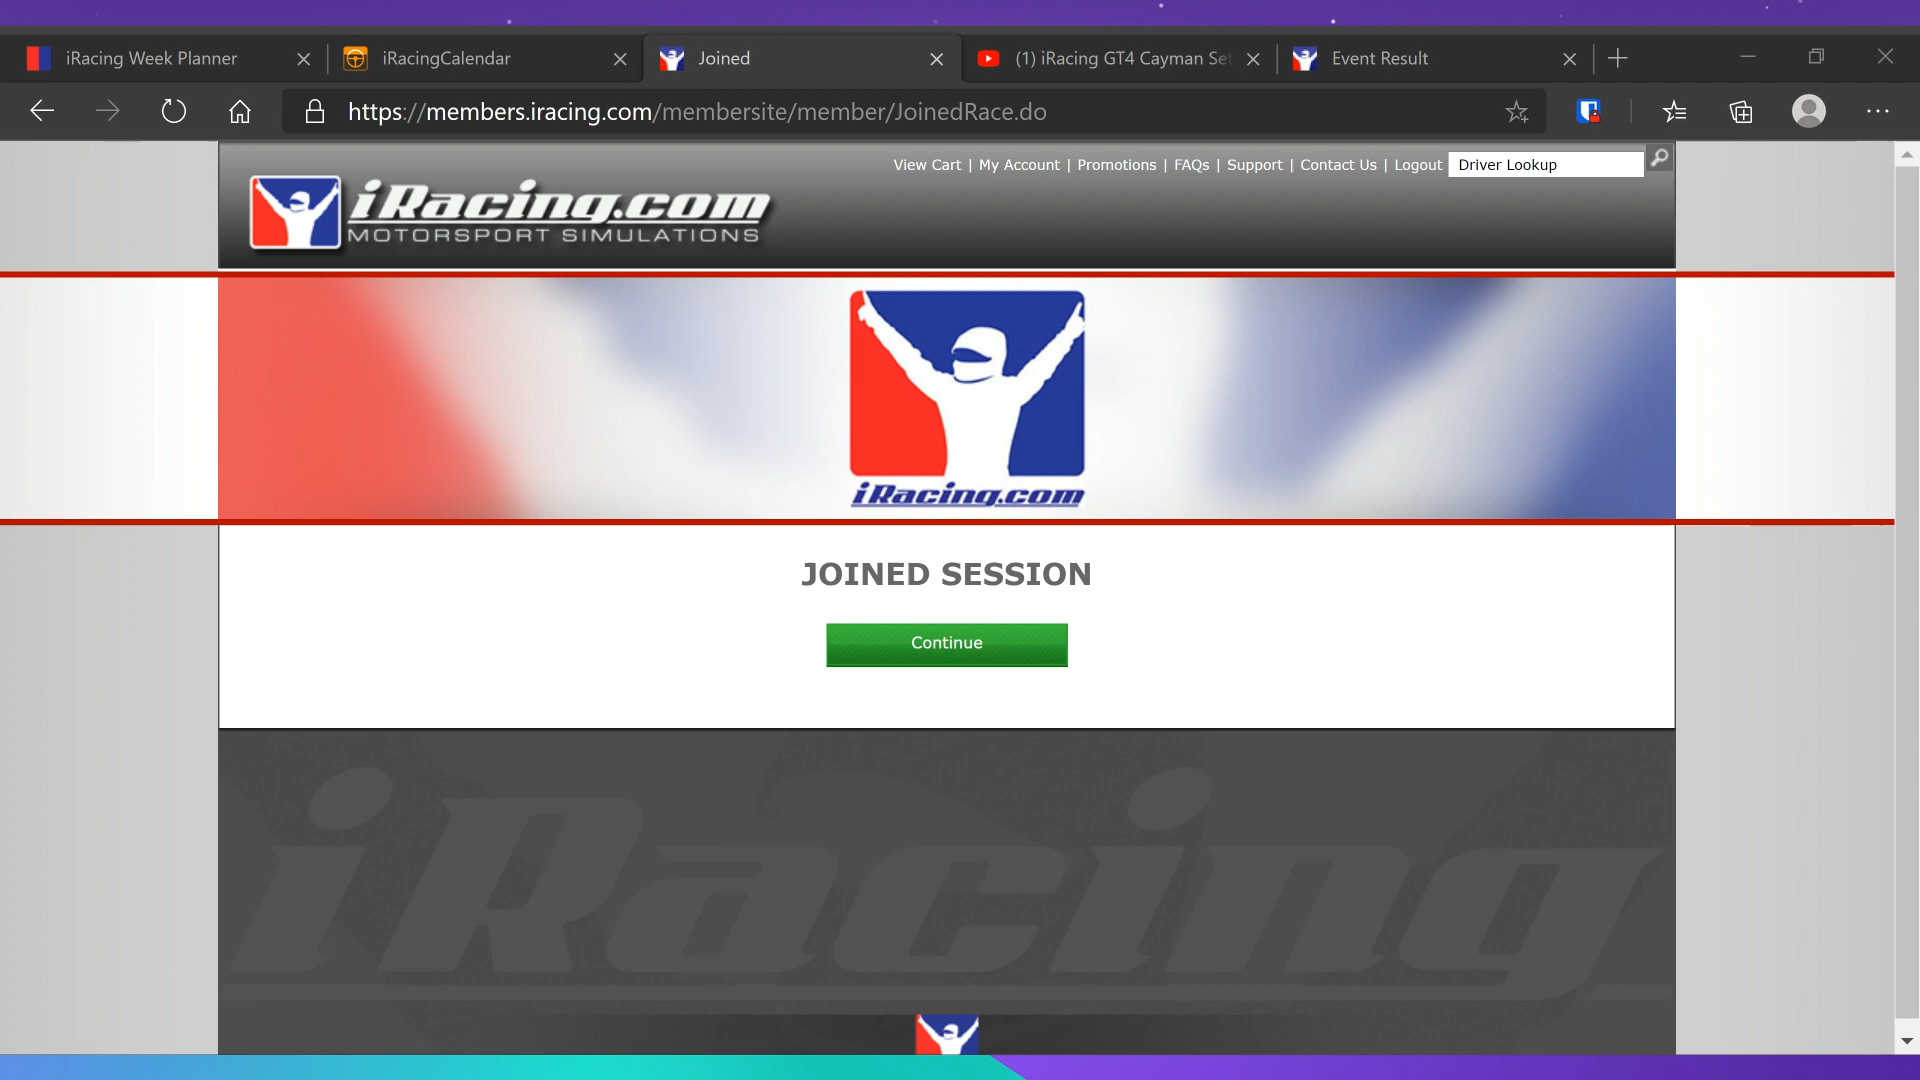 iRacing Week Planner
iRacingCalendar
Joined
(1) iRacing GT4 Cayman Set
Event Result
https://members.iracing.com/membersite/member/JoinedRace.do
View Cart | My Account | Promotions | FAQs | Support | Contact Us | Logout
Driver Lookup
iRacing.com
MOTORSPORT SIMULATIONS
iRacing.com
JOINED SESSION
Continue
iRacing